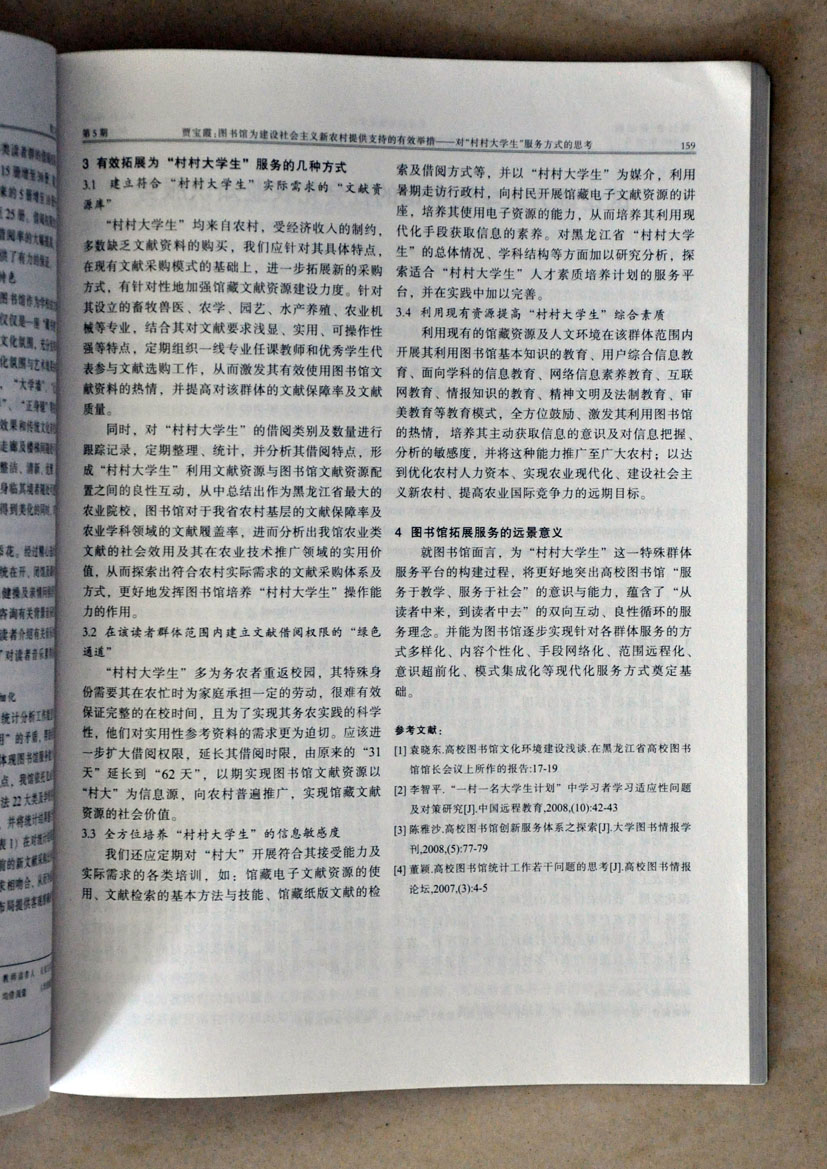 第5期
贾宝霞:图书馆为建设社会主义新农村提供支持的有效举措——对“村村大学生”服务方式的思考
159
3 有效拓展为“村村大学生”服务的几种方式
3.1 建立符合“村村大学生”实际需求的“文献资
源库”
“村村大学生”均来自农村，受经济收入的制约，
多数缺乏文献资料的购买，我们应针对其具体特点，
在现有文献采购模式的基础上，进一步拓展新的采购
方式，有针对性地加强馆藏文献资源建设力度。针对
其设立的畜牧兽医、农学、园艺、水产养殖、农业机
械等专业，结合其对文献要求浅显、实用、可操作性
强等特点，定期组织一线专业任课教师和优秀学生代
表参与文献选购工作，从而激发其有效使用图书馆文
献资料的热情，并提高对该群体的文献保障率及文献
质量。
同时，对“村村大学生”的借阅类别及数量进行
跟踪记录，定期整理、统计，并分析其借阅特点，形
成“村村大学生”利用文献资源与图书馆文献资源配
置之间的良性互动，从中总结出作为黑龙江省最大的
农业院校，图书馆对于我省农村基层的文献保障率及
农业学科领域的文献履盖率，进而分析出我馆农业类
文献的社会效用及其在农业技术推广领域的实用价
值，从而探索出符合农村实际需求的文献采购体系及
方式，更好地发挥图书馆培养“村村大学生”操作能
力的作用。
3.2 在该读者群体范围内建立文献借阅权限的“绿色
通道”
“村村大学生”多为务农者重返校园，其特殊身
份需要其在农忙时为家庭承担一定的劳动，很难有效
保证完整的在校时间，且为了实现其务农实践的科学
性，他们对实用性参考资料的需求更为迫切。应该进
一步扩大借阅权限，延长其借阅时限，由原来的“31
天”延长到“62 天”，以期实现图书馆文献资源以
“村大”为信息源，向农村普遍推广，实现馆藏文献
资源的社会价值。
3.3 全方位培养“村村大学生”的信息敏感度
我们还应定期对“村大”开展符合其接受能力及
实际需求的各类培训，如：馆藏电子文献资源的使
用、文献检索的基本方法与技能、馆藏纸版文献的检
索及借阅方式等，并以“村村大学生”为媒介，利用
暑期走访行政村，向村民开展馆藏电子文献资源的讲
座，培养其使用电子资源的能力，从而培养其利用现
代化手段获取信息的素养。对黑龙江省“村村大学
生”的总体情况、学科结构等方面加以研究分析，探
索适合“村村大学生”人才素质培养计划的服务平
台，并在实践中加以完善。
3.4 利用现有资源提高“村村大学生”综合素质
利用现有的馆藏资源及人文环境在该群体范围内
开展其利用图书馆基本知识的教育、用户综合信息教
育、面向学科的信息教育、网络信息素养教育、互联
网教育、情报知识的教育、精神文明及法制教育、审
美教育等教育模式，全方位鼓励、激发其利用图书馆
的热情，培养其主动获取信息的意识及对信息把握、
分析的敏感度，并将这种能力推广至广大农村；以达
到优化农村人力资本、实现农业现代化、建设社会主
义新农村、提高农业国际竞争力的远期目标。
4 图书馆拓展服务的远景意义
就图书馆面言，为“村村大学生”这一特殊群体
服务平台的构建过程，将更好地突出高校图书馆“服
务于教学、服务于社会”的意识与能力，蕴含了“从
读者中来，到读者中去”的双向互动、良性循环的服
务理念。并能为图书馆逐步实现针对各群体服务的方
式多样化、内容个性化、手段网络化、范围远程化、
意识超前化、模式集成化等现代化服务方式奠定基
础。
参考文献：
[1] 袁晓东.高校图书馆文化环境建设浅谈.在黑龙江省高校图书
馆馆长会议上所作的报告:17-19
[2] 李智平.“一村一名大学生计划”中学习者学习适应性问题
及对策研究[J].中国远程教育,2008,(10):42-43
[3] 陈雅抄.高校图书馆创新服务体系之探索[J].大学图书情报学
刊,2008,(5):77-79
[4] 董颖.高校图书馆统计工作若干问题的思考[J].高校图书情报
论坛,2007,(3):4-5